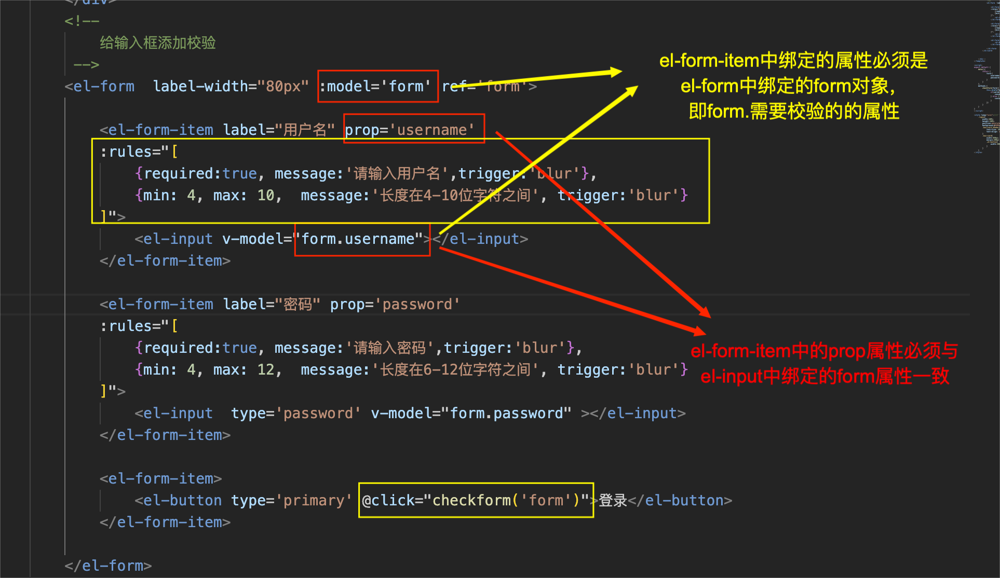 </div>
<!--
给输入框添加校验
-->
<el-form  label-width="80px" :model='form' ref='form'>
el-form-item中绑定的属性必须是
el-form中绑定的form对象,
即form.需要校验的的属性
<el-form-item label="用户名" prop='username'
:rules="[
{required:true, message:'请输入用户名',trigger:'blur'},
{min: 4, max: 10,  message:'长度在4-10位字符之间', trigger:'blur'}
]">
<el-input v-model="form.username"></el-input>
</el-form-item>
<el-form-item label="密码" prop='password'
:rules="[
{required:true, message:'请输入密码',trigger:'blur'},
{min: 4, max: 12,  message:'长度在6-12位字符之间', trigger:'blur'}
]">
el-form-item中的prop属性必须与
el-input中绑定的form属性一致
<el-input  type='password' v-model="form.password" ></el-input>
</el-form-item>
<el-form-item>
<el-button type='primary' @click="checkform('form')">登录</el-button>
</el-form-item>
</el-form>